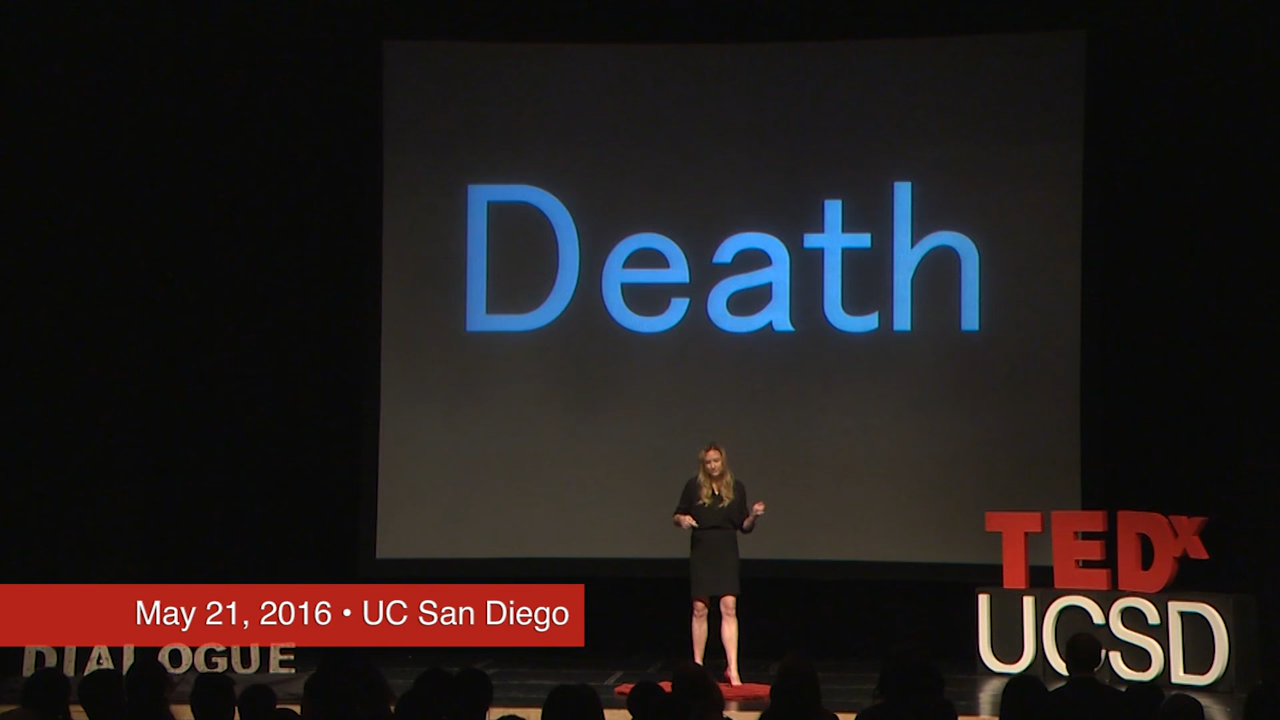 Death
TEDx
UCSD
May 21, 2016 • UC San Diego
DIALOGUE